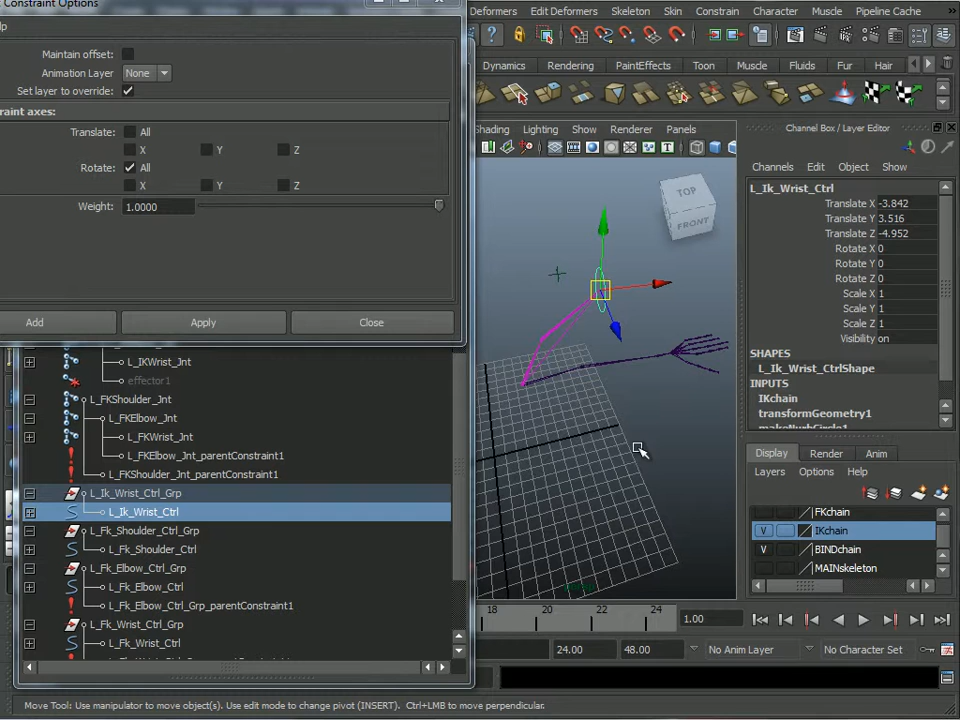 Constraint Options
Deformers Edit Deformers Skeleton Skin Constrain Character Muscle Pipeline Cache
lp
Maintain offset:
Animation Layer None
Set layer to override:
Dynamics Rendering PaintEffects Toon Muscle Fluids Fur Hair
raint axes:
Translate: All
X Y Z
Rotate: All
X Y Z
Weight: 1.0000
Add Apply Close
hading Lighting Show Renderer Panels
TOP
FRONT
Channel Box / Layer Editor
Channels Edit Object Show
L_Ik_Wrist_Ctrl
Translate X -3.842
Translate Y 3.516
Translate Z -4.952
Rotate X 0
Rotate Y 0
Rotate Z 0
Scale X 1
Scale Y 1
Scale Z 1
Visibility on
SHAPES
L_Ik_Wrist_CtrlShape
INPUTS
IKchain
transformGeometry1
makeNurbCircle1
L_IKWrist_Jnt
effector1
L_FKShoulder_Jnt
L_FKElbow_Jnt
L_FKWrist_Jnt
L_FKElbow_Jnt_parentConstraint1
L_FKShoulder_Jnt_parentConstraint1
L_Ik_Wrist_Ctrl_Grp
L_Ik_Wrist_Ctrl
L_Fk_Shoulder_Ctrl_Grp
L_Fk_Shoulder_Ctrl
L_Fk_Elbow_Ctrl_Grp
L_Fk_Elbow_Ctrl
L_Fk_Elbow_Ctrl_Grp_parentConstraint1
L_Fk_Wrist_Ctrl_Grp
L_Fk_Wrist_Ctrl
Display Render Anim
Layers Options Help
FKchain
V IKchain
V BINDchain
MAINskeleton
persp
18 20 22 24 1.00
24.00 48.00 No Anim Layer No Character Set
Move Tool: Use manipulator to move object(s). Use edit mode to change pivot (INSERT). Ctrl+LMB to move perpendicular.